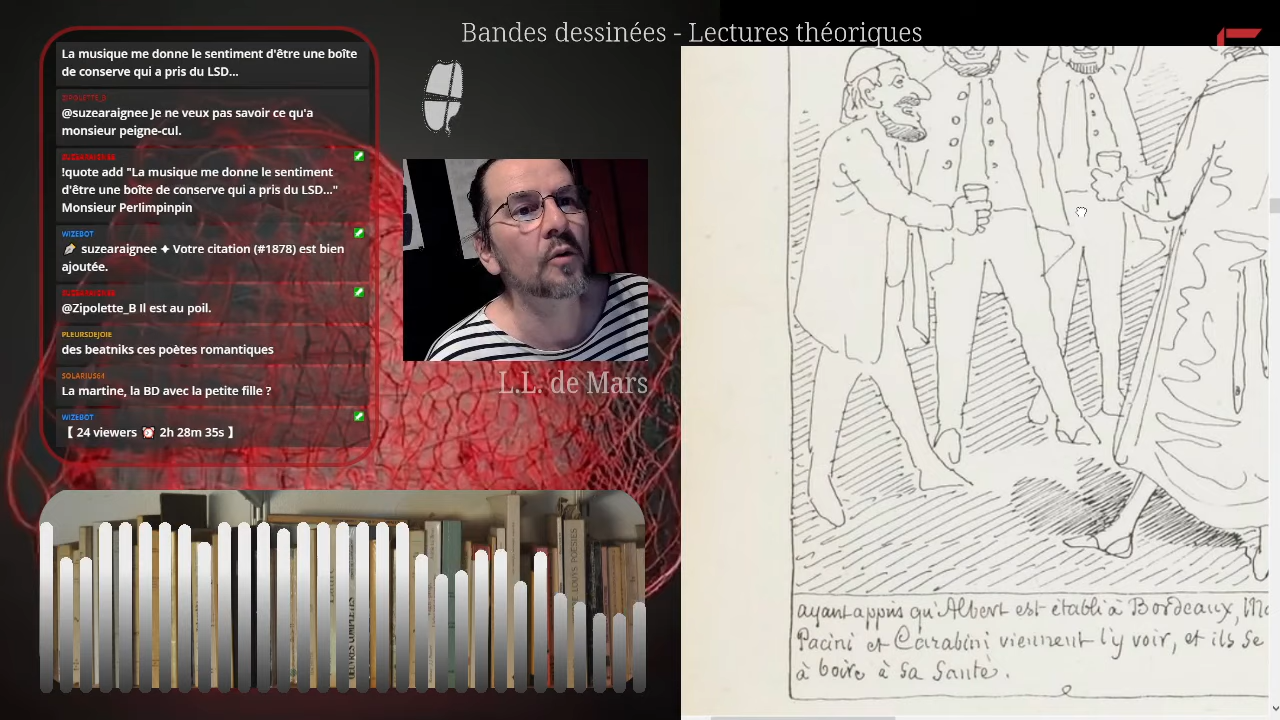 Bandes dessinées - Lectures théoriques
La musique me donne le sentiment d'être une boîte
de conserve qui a pris du LSD...
ZIPOLETTE_B
@suzearaignee Je ne veux pas savoir ce qu'a
monsieur peigne-cul.
SUZEARAIGNEE
!quote add "La musique me donne le sentiment
d'être une boîte de conserve qui a pris du LSD..."
Monsieur Perlimpinpin
WIZEBOT
suzearaignee ✦ Votre citation (#1878) est bien
ajoutée.
SUZEARAIGNEE
@Zipolette_B Il est au poil.
PLEURSDEJOIE
des beatniks ces poètes romantiques
SOLARIUS64
La martine, la BD avec la petite fille ?
WIZEBOT
【 24 viewers ⏰ 2h 28m 35s 】
L.L. de Mars
ayant appris qu'Albert est établi à Bordeaux,
Pacini et Carabini viennent l'y voir, et ils se
à boire à sa Santé.